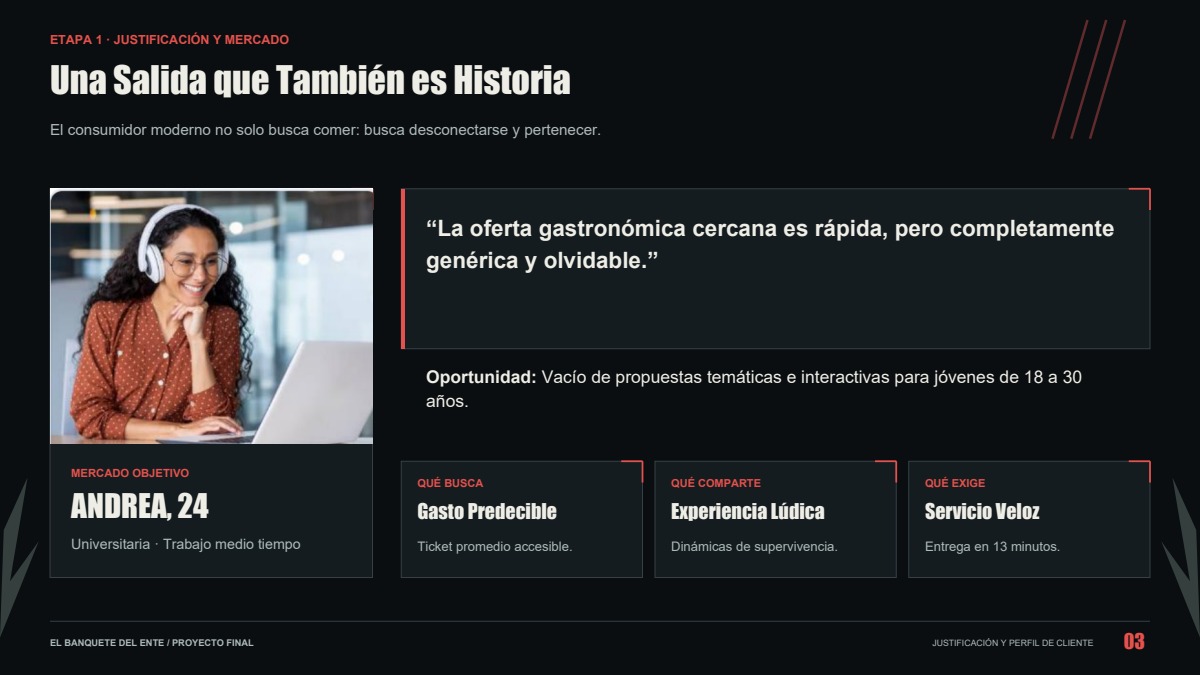 ETAPA 1 · JUSTIFICACIÓN Y MERCADO
Una Salida que También es Historia
El consumidor moderno no solo busca comer: busca desconectarse y pertenecer.
“La oferta gastronómica cercana es rápida, pero completamente
genérica y olvidable.”
Oportunidad: Vacío de propuestas temáticas e interactivas para jóvenes de 18 a 30
años.
MERCADO OBJETIVO
ANDREA, 24
Universitaria · Trabajo medio tiempo
QUÉ BUSCA
Gasto Predecible
Ticket promedio accesible.
QUÉ COMPARTE
Experiencia Lúdica
Dinámicas de supervivencia.
QUÉ EXIGE
Servicio Veloz
Entrega en 13 minutos.
EL BANQUETE DEL ENTE / PROYECTO FINAL
JUSTIFICACIÓN Y PERFIL DE CLIENTE
03